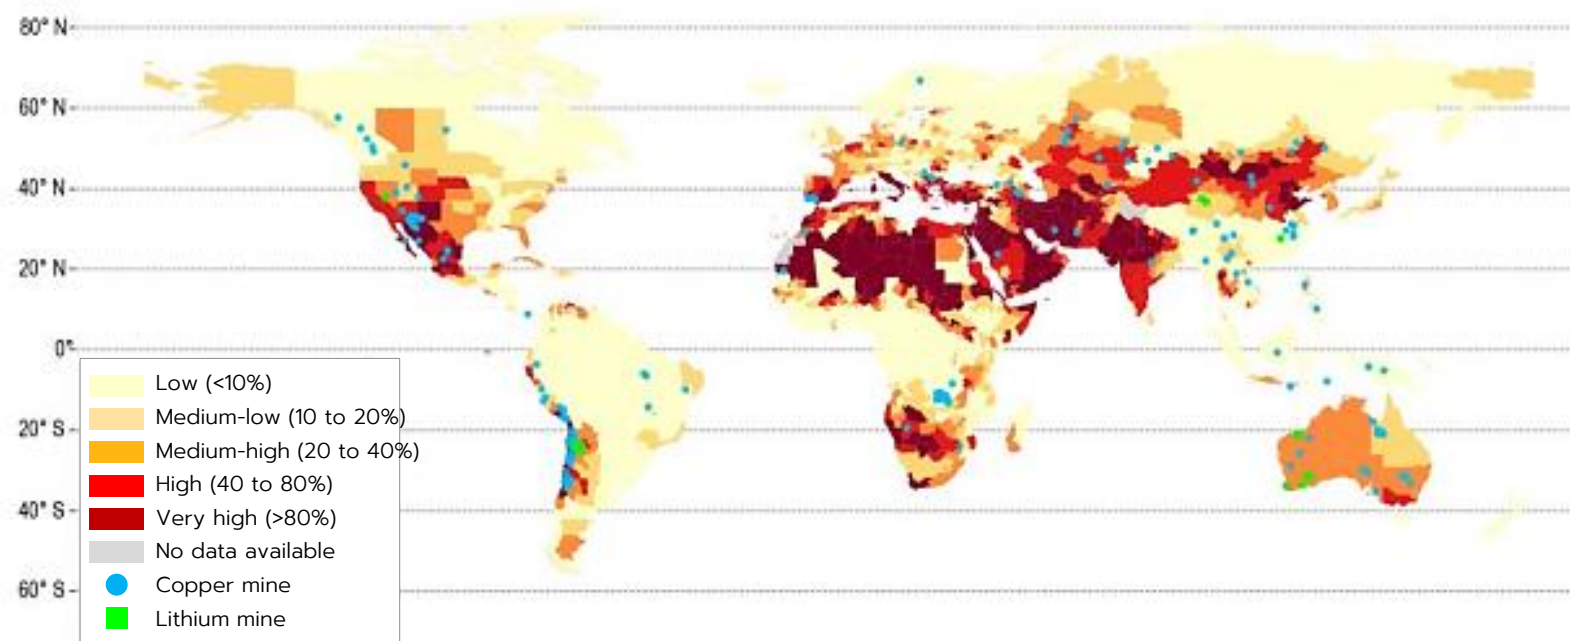 80° N
60° N
40° N
20° N
0°
20° S
40° S
60° S
Low (<10%)
Medium-low (10 to 20%)
Medium-high (20 to 40%)
High (40 to 80%)
Very high (>80%)
No data available
Copper mine
Lithium mine